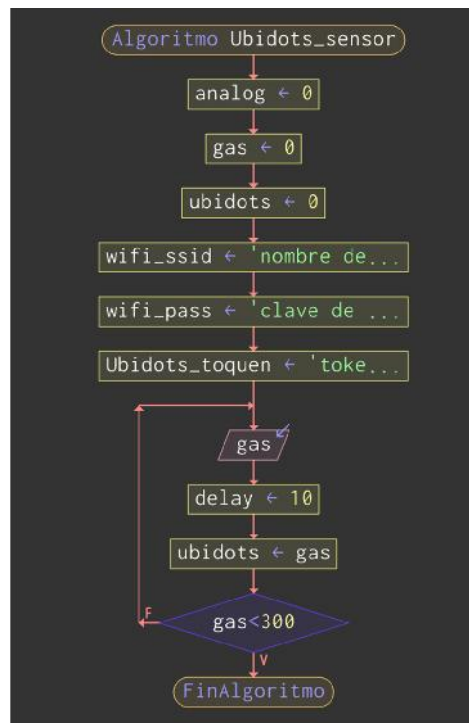 Algoritmo Ubidots_sensor
analog ← 0
gas ← 0
ubidots ← 0
wifi_ssid ← 'nombre de...
wifi_pass ← 'clave de ...
Ubidots_toquen ← 'toke...
gas
delay ← 10
ubidots ← gas
F
gas<300
V
FinAlgoritmo